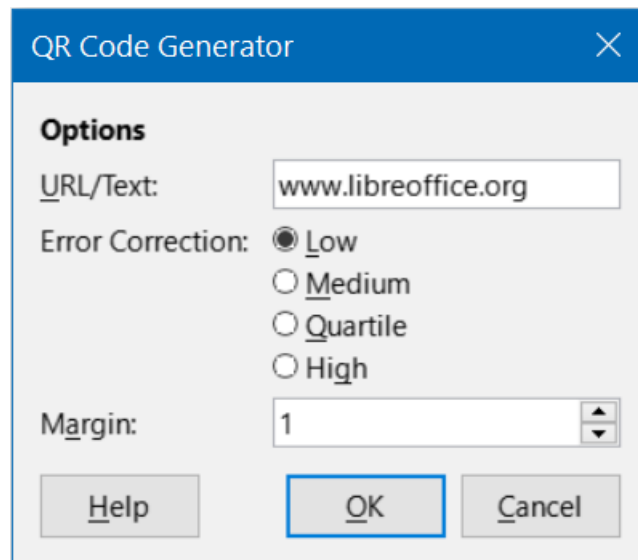 QR Code Generator
Options
URL/Text: www.libreoffice.org
Error Correction: Low
Medium
Quartile
High
Margin: 1
Help OK Cancel